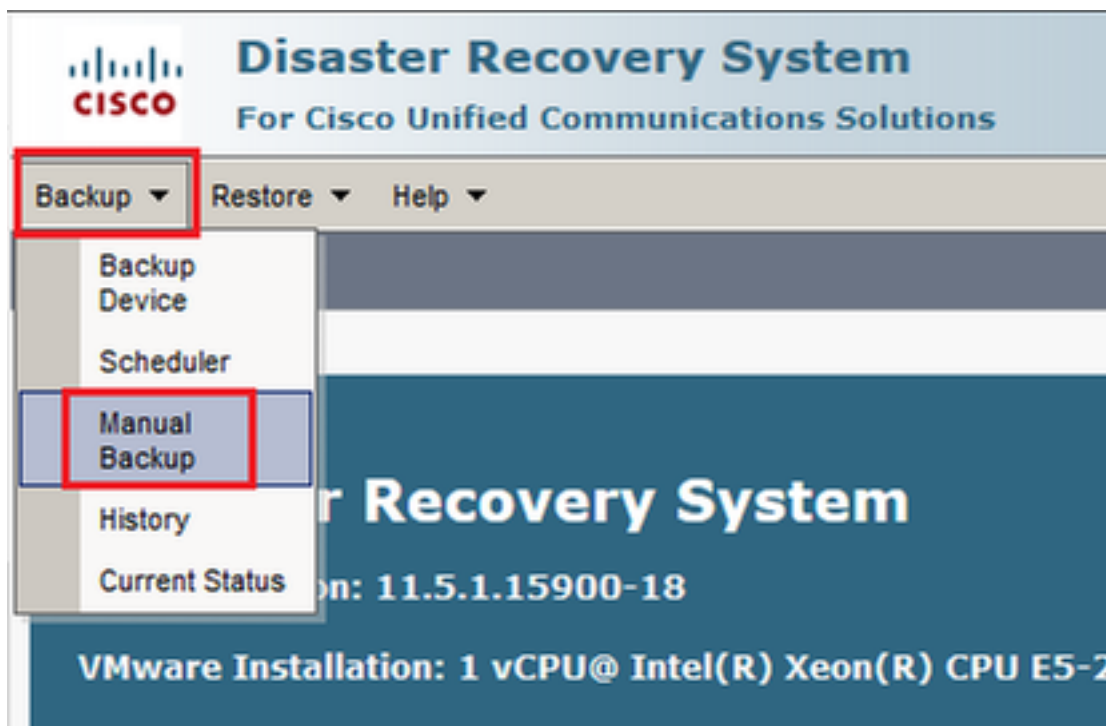 CISCO
Disaster Recovery System
For Cisco Unified Communications Solutions
Backup Restore Help
Backup
Device
Scheduler
Manual
Backup
History
Current Status
r Recovery System
on: 11.5.1.15900-18
VMware Installation: 1 vCPU@ Intel(R) Xeon(R) CPU E5-2